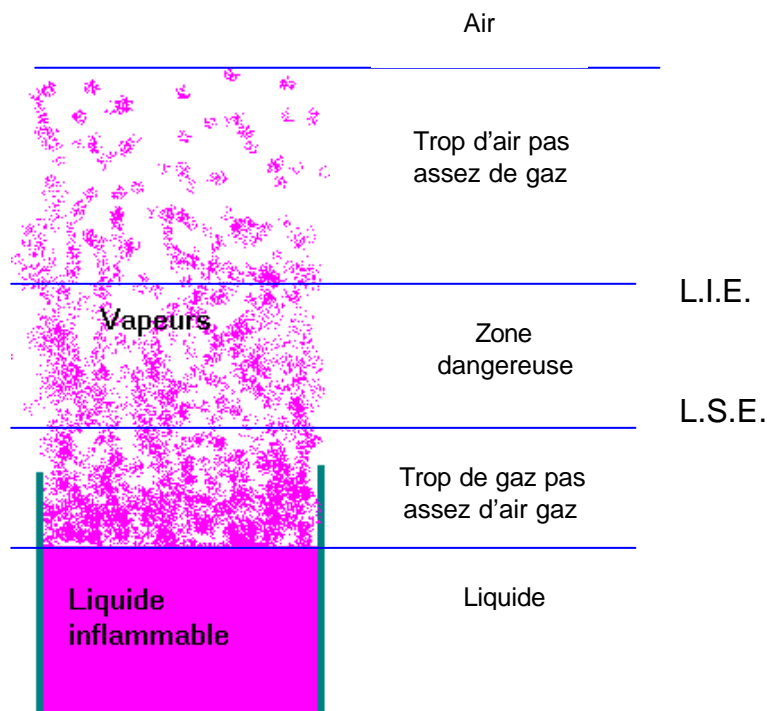 Air
Trop d'air pas
assez de gaz
L.I.E.
Vapeurs
Zone
dangereuse
L.S.E.
Trop de gaz pas
assez d'air gaz
Liquide
inflammable
Liquide